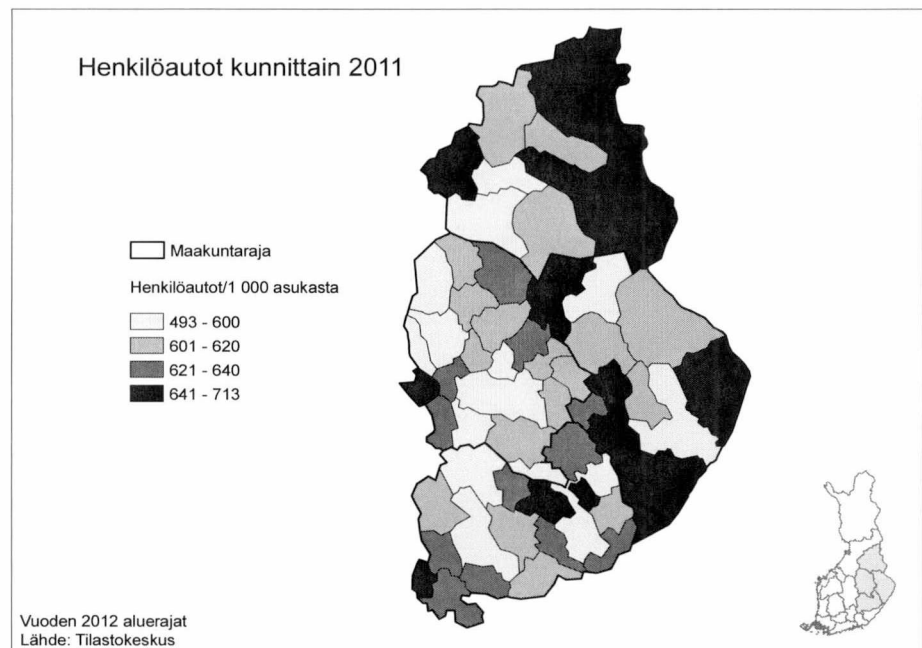 Henkilöautot kunnittain 2011
Maakuntaraja
Henkilöautot/1 000 asukasta
493 - 600
601 - 620
621 - 640
641 - 713
Vuoden 2012 aluerajat
Lähde: Tilastokeskus